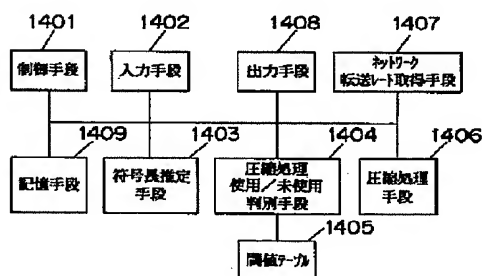 1401
1402
1408
1407
制御手段
入力手段
出力手段
ネットワーク
転送レート取得手段
1409
1403
1404
1406
記憶手段
符号長推定
手段
圧縮処理
使用/未使用
判別手段
圧縮処理
手段
1405
閾値テーブル